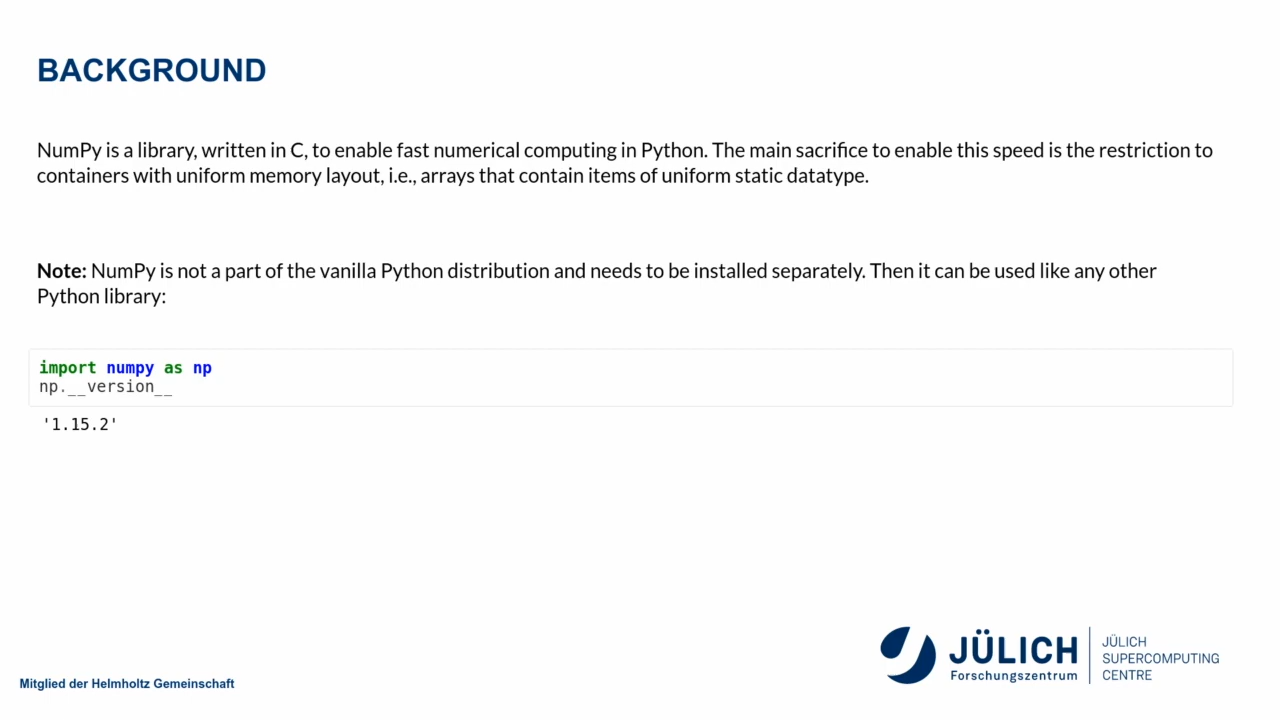 BACKGROUND
NumPy is a library, written in C, to enable fast numerical computing in Python. The main sacrifice to enable this speed is the restriction to
containers with uniform memory layout, i.e., arrays that contain items of uniform static datatype.
Note: NumPy is not a part of the vanilla Python distribution and needs to be installed separately. Then it can be used like any other
Python library:
import numpy as np
np.__version__
'1.15.2'
Mitglied der Helmholtz Gemeinschaft
JÜLICH
Forschungszentrum
JÜLICH
SUPERCOMPUTING
CENTRE